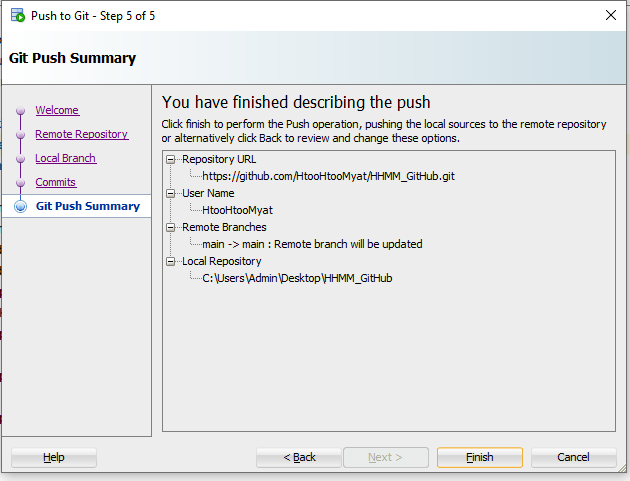 Push to Git - Step 5 of 5
Git Push Summary
Welcome
Remote Repository
Local Branch
Commits
Git Push Summary
You have finished describing the push
Click finish to perform the Push operation, pushing the local sources to the remote repository
or alternatively click Back to review and change these options.
Repository URL
https://github.com/HtooHtooMyat/HHMM_GitHub.git
User Name
HtooHtooMyat
Remote Branches
main -> main : Remote branch will be updated
Local Repository
C:\Users\Admin\Desktop\HHMM_GitHub
Help
< Back
Next >
Finish
Cancel